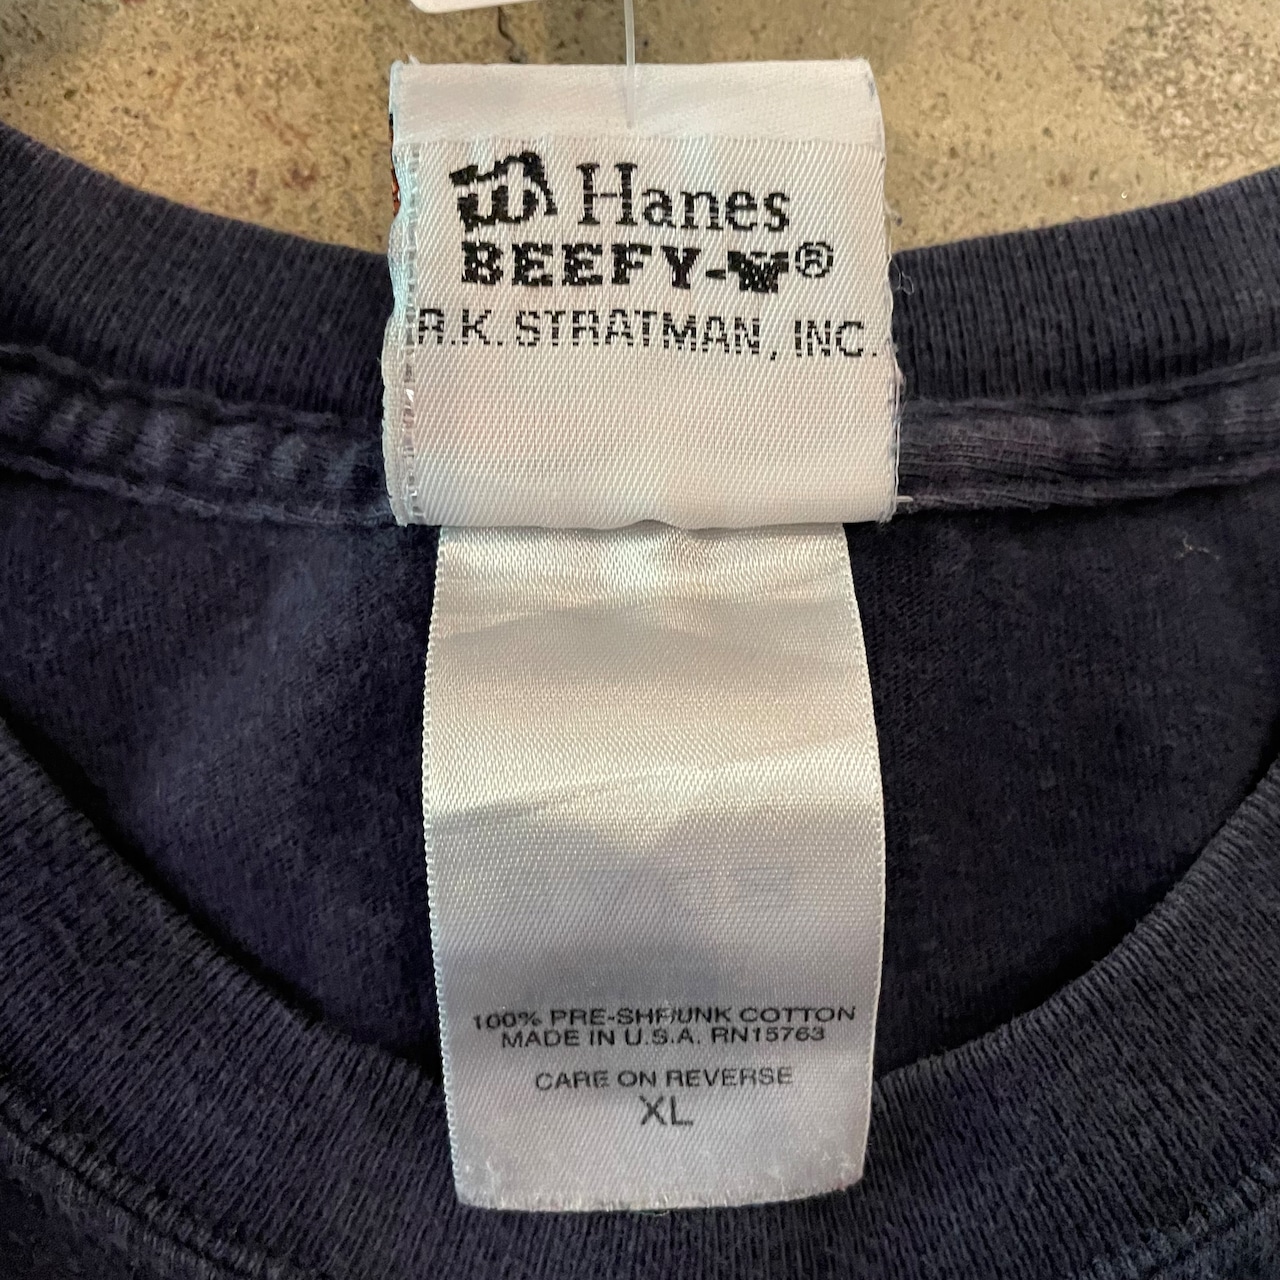 Hanes
BEEFY-T®
R.K. STRATMAN, INC.
100% PRE-SHRUNK COTTON
MADE IN U.S.A. RN15763
CARE ON REVERSE
XL